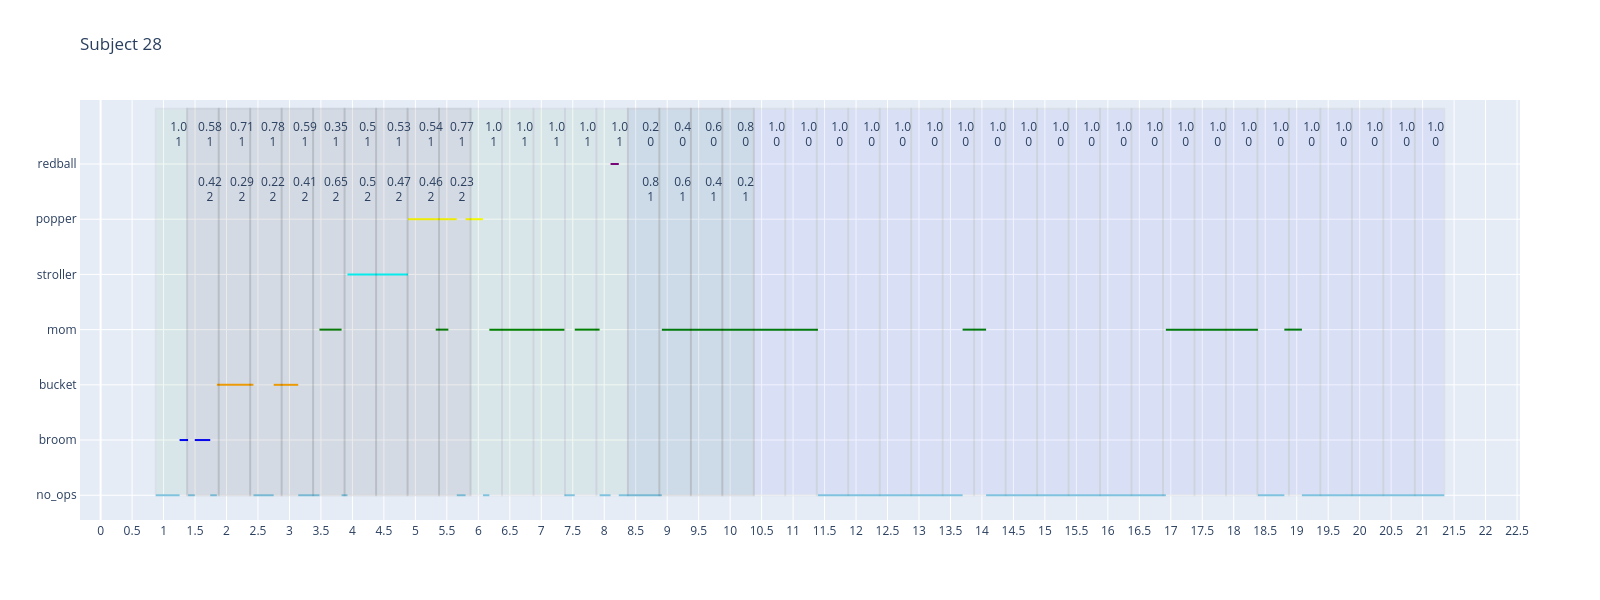 Subject 28
1.0 0.58 0.71 0.78 0.59 0.35 0.5 0.53 0.54 0.77 1.0 1.0 1.0 1.0 1.0 0.2 0.4 0.6 0.8 1.0 1.0 1.0 1.0 1.0 1.0 1.0 1.0 1.0 1.0 1.0 1.0 1.0 1.0 1.0 1.0 1.0 1.0 1.0 1.0 1.0 1.0
1 1 1 1 1 1 1 1 1 1 1 1 1 1 1 0 0 0 0 0 0 0 0 0 0 0 0 0 0 0 0 0 0 0 0 0 0 0 0 0 0
redball
0.42 0.29 0.22 0.41 0.65 0.5 0.47 0.46 0.23 0.8 0.6 0.4 0.2
2 2 2 2 2 2 2 2 2 1 1 1 1
popper
stroller
mom
bucket
broom
no_ops
0 0.5 1 1.5 2 2.5 3 3.5 4 4.5 5 5.5 6 6.5 7 7.5 8 8.5 9 9.5 10 10.5 11 11.5 12 12.5 13 13.5 14 14.5 15 15.5 16 16.5 17 17.5 18 18.5 19 19.5 20 20.5 21 21.5 22 22.5